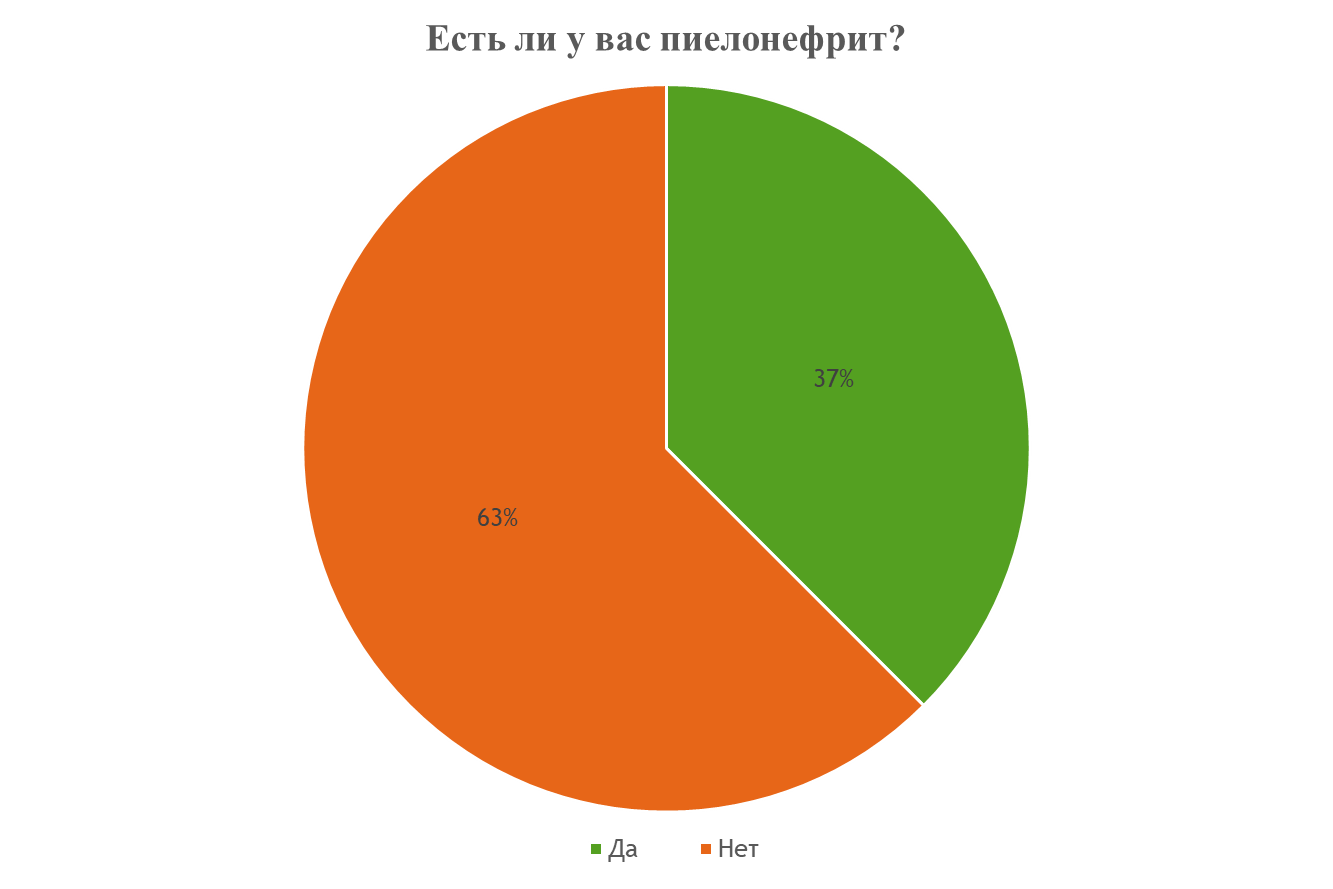 Есть ли у вас пиелонефрит?
37%
63%
Да Нет